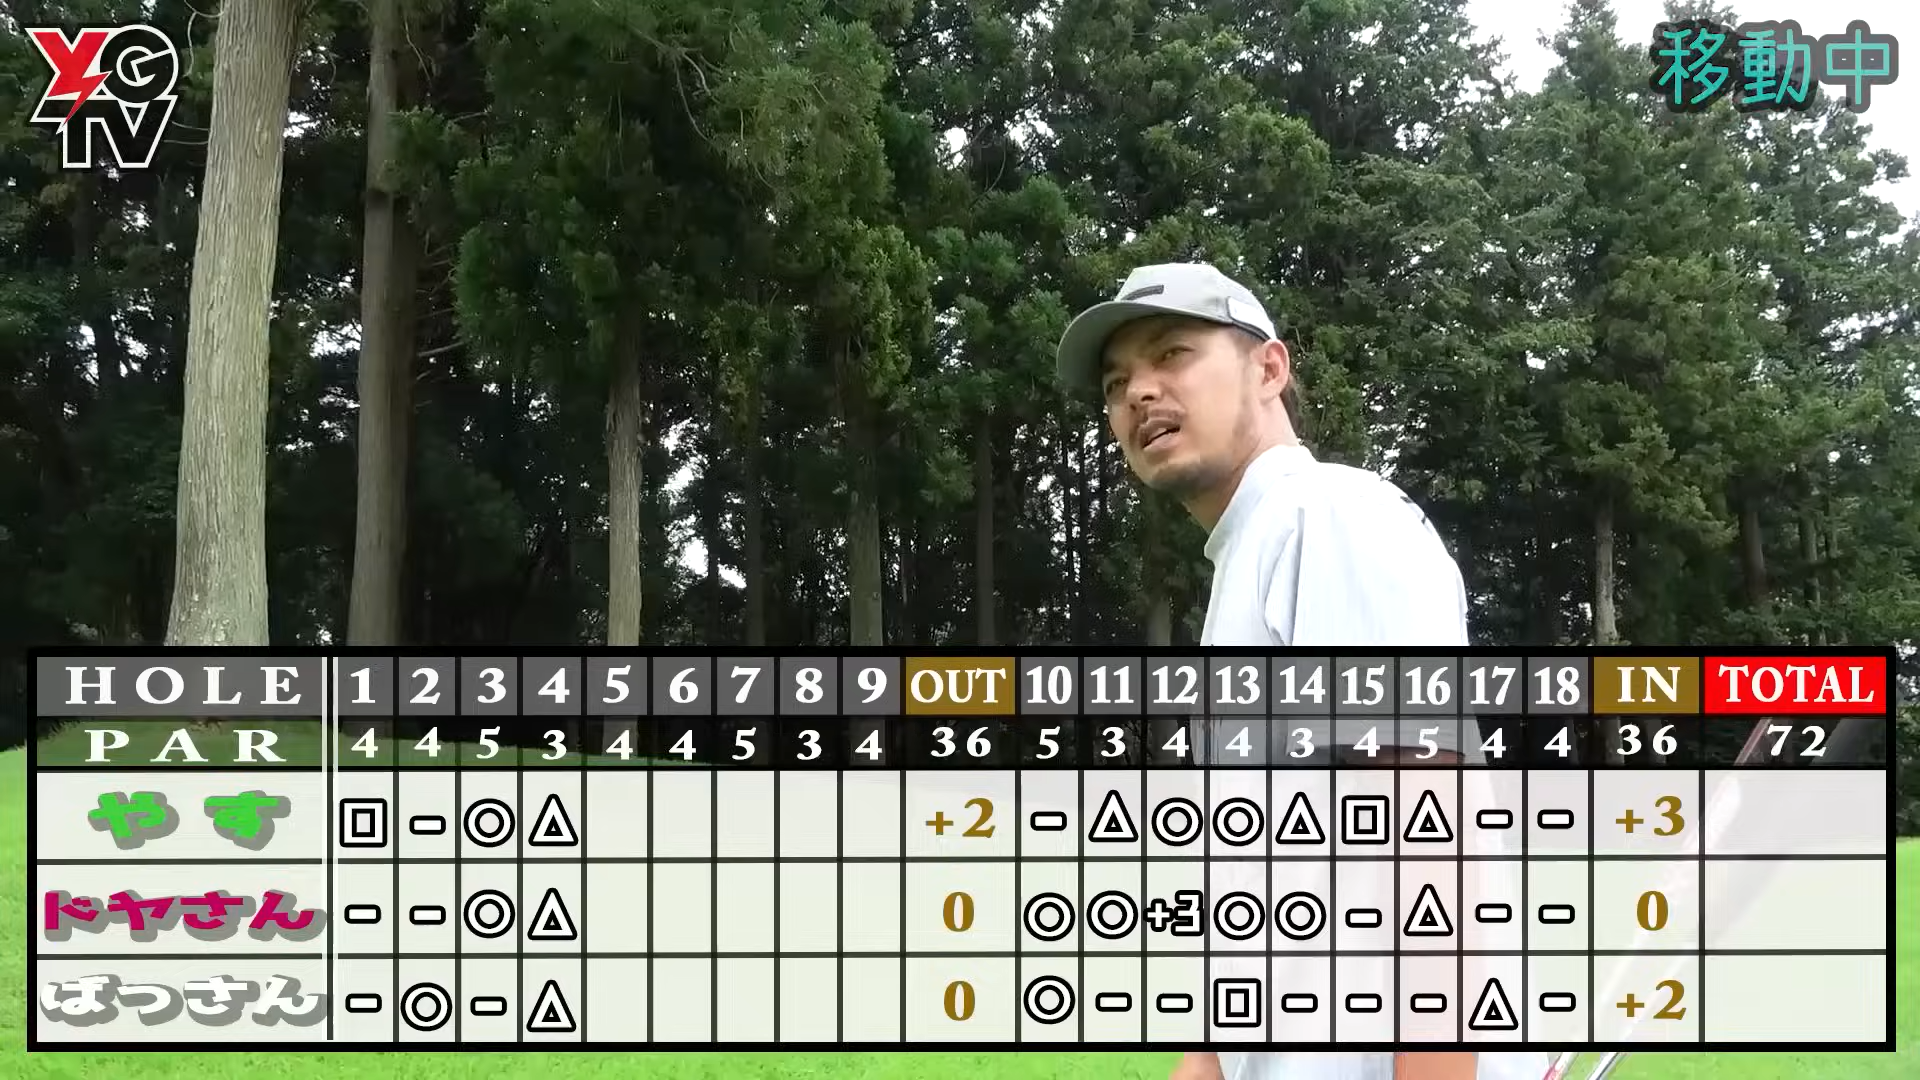 YG
TV
移動中
HOLE 1 2 3 4 5 6 7 8 9 OUT 10 11 12 13 14 15 16 17 18 IN TOTAL
PAR 4 4 5 3 4 4 5 3 4 36 5 3 4 4 3 4 5 4 4 36 72
やす □ - ◎ △ +2 - △ ◎ ◎ △ □ △ - - +3
ドヤさん - - ◎ △ 0 ◎ ◎ +3 ◎ ◎ - △ - - 0
ばっさん - ◎ - △ 0 ◎ - - □ - - - △ - +2